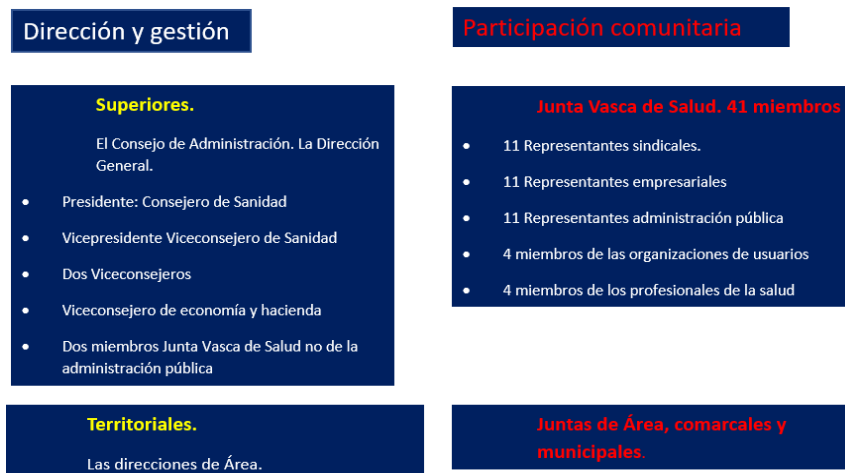 Dirección y gestión
Superiores.
El Consejo de Administración. La Dirección
General.
• Presidente: Consejero de Sanidad
• Vicepresidente Viceconsejero de Sanidad
• Dos Viceconsejeros
• Viceconsejero de economía y hacienda
• Dos miembros Junta Vasca de Salud no de la
administración pública
Territoriales.
Las direcciones de Área.
Participación comunitaria
Junta Vasca de Salud. 41 miembros
• 11 Representantes sindicales.
• 11 Representantes empresariales
• 11 Representantes administración pública
• 4 miembros de las organizaciones de usuarios
• 4 miembros de los profesionales de la salud
Juntas de Área, comarcales y
municipales.